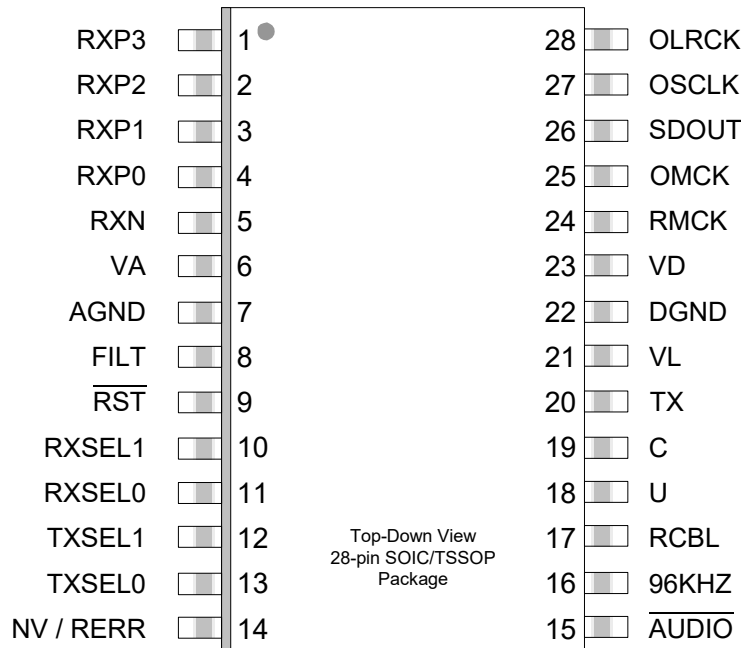 RXP3 1 28 OLRCK
RXP2 2 27 OSCLK
RXP1 3 26 SDOUT
RXP0 4 25 OMCK
RXN 5 24 RMCK
VA 6 23 VD
AGND 7 22 DGND
FILT 8 21 VL
RST 9 20 TX
RXSEL1 10 19 C
RXSEL0 11 18 U
TXSEL1 12 Top-Down View 17 RCBL
28-pin SOIC/TSSOP
TXSEL0 13 Package 16 96KHZ
NV / RERR 14 15 AUDIO